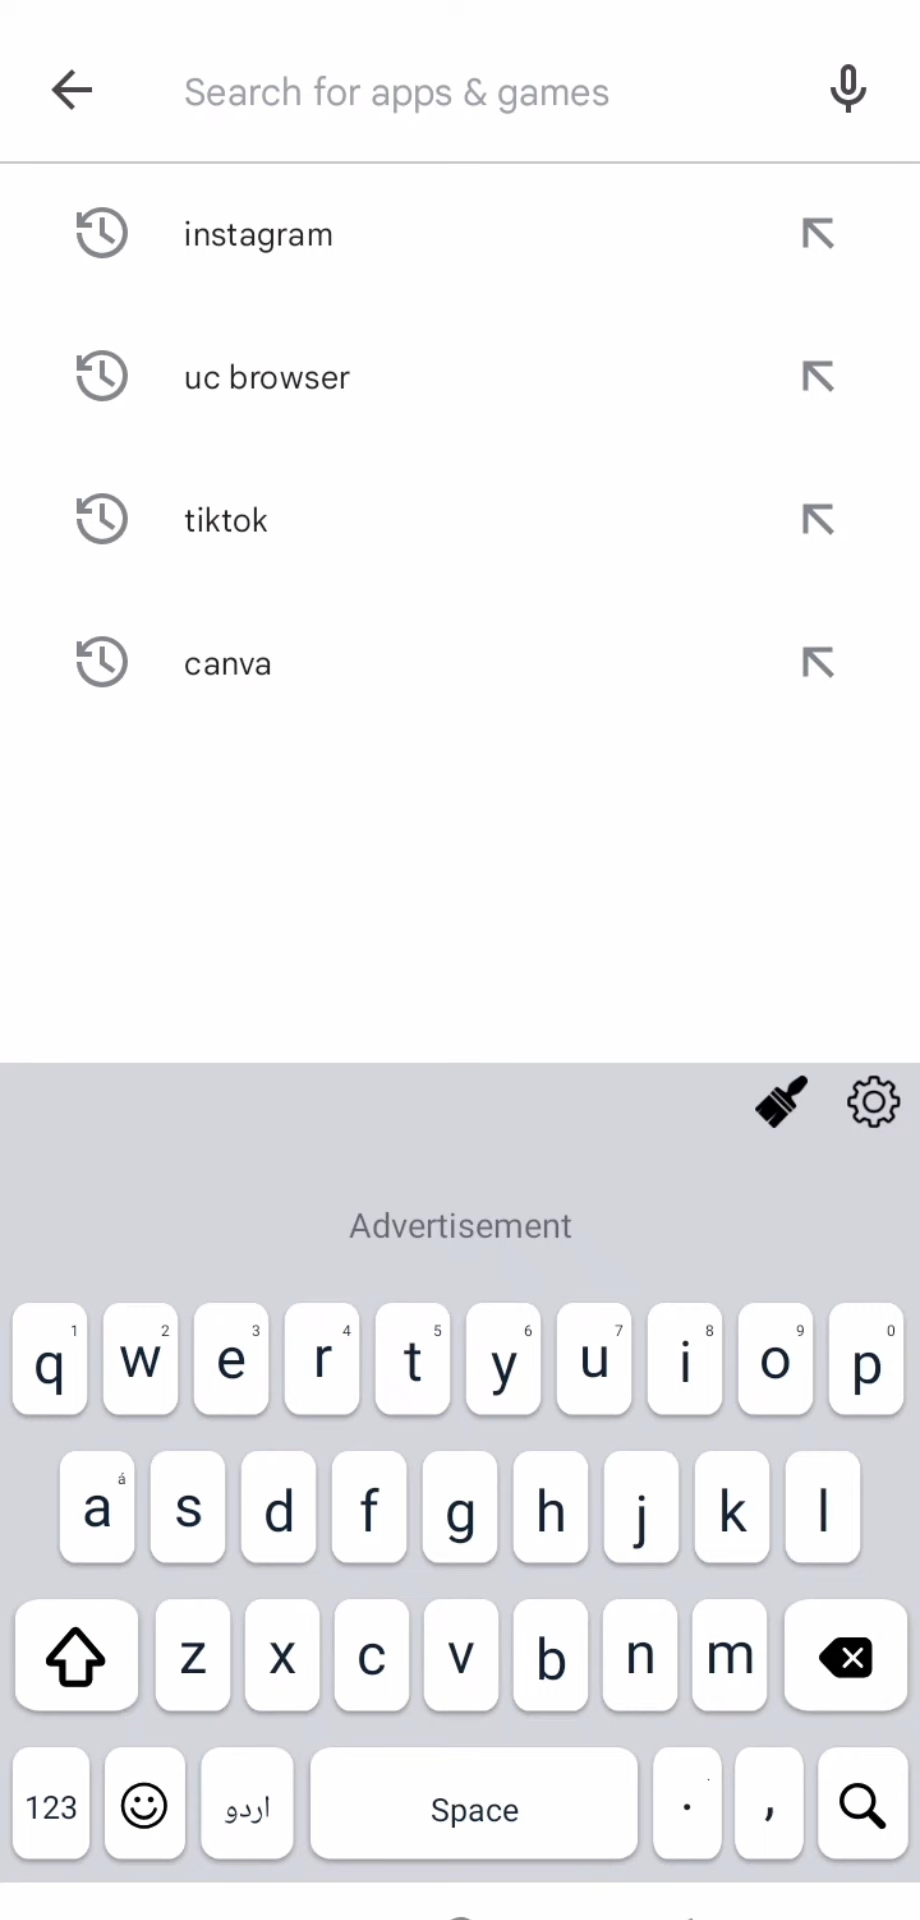 Search for apps & games
instagram
uc browser
tiktok
canva
Advertisement
q 1 w 2 e 3 r 4 t 5 y 6 u 7 i 8 o 9 p 0
a á s d f g h j k l
z x c v b n m
123 اردو Space . ,